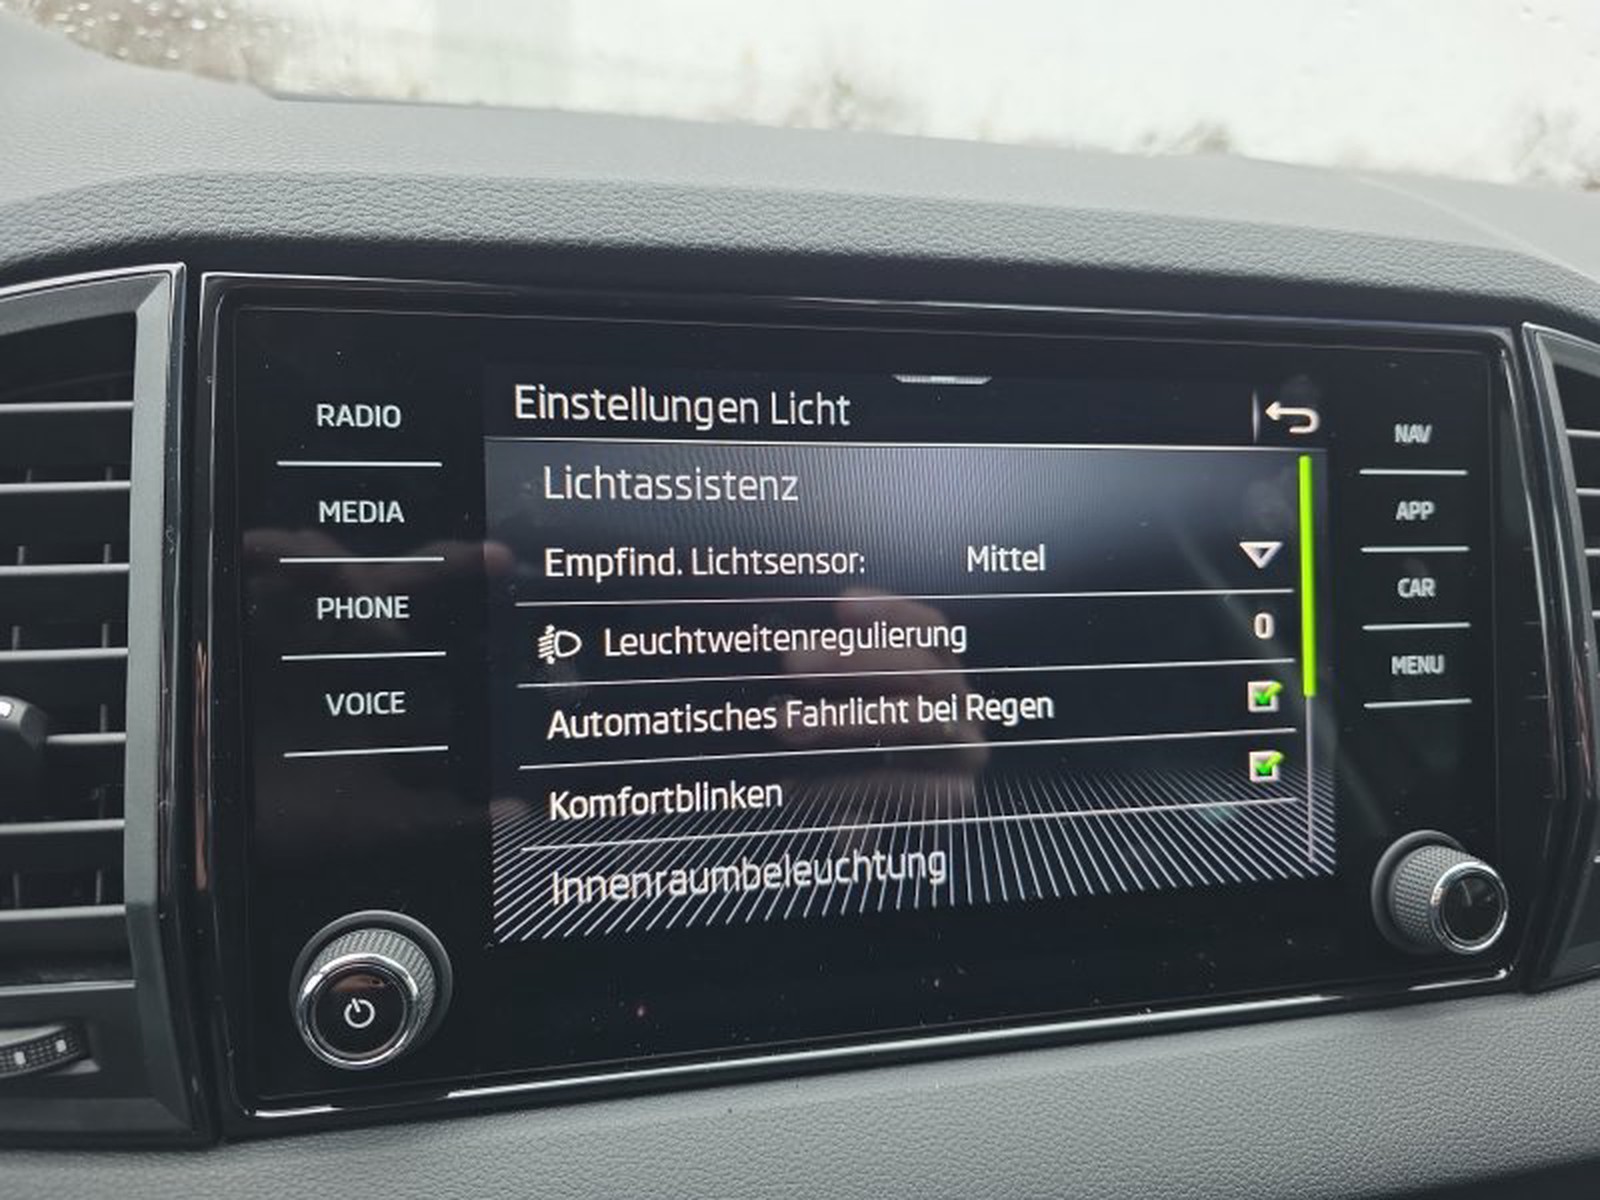 RADIO
MEDIA
PHONE
VOICE
Einstellungen Licht
Lichtassistenz
Empfind. Lichtsensor: Mittel
Leuchtweitenregulierung 0
Automatisches Fahrlicht bei Regen
Komfortblinken
Innenraumbeleuchtung
NAV
APP
CAR
MENU